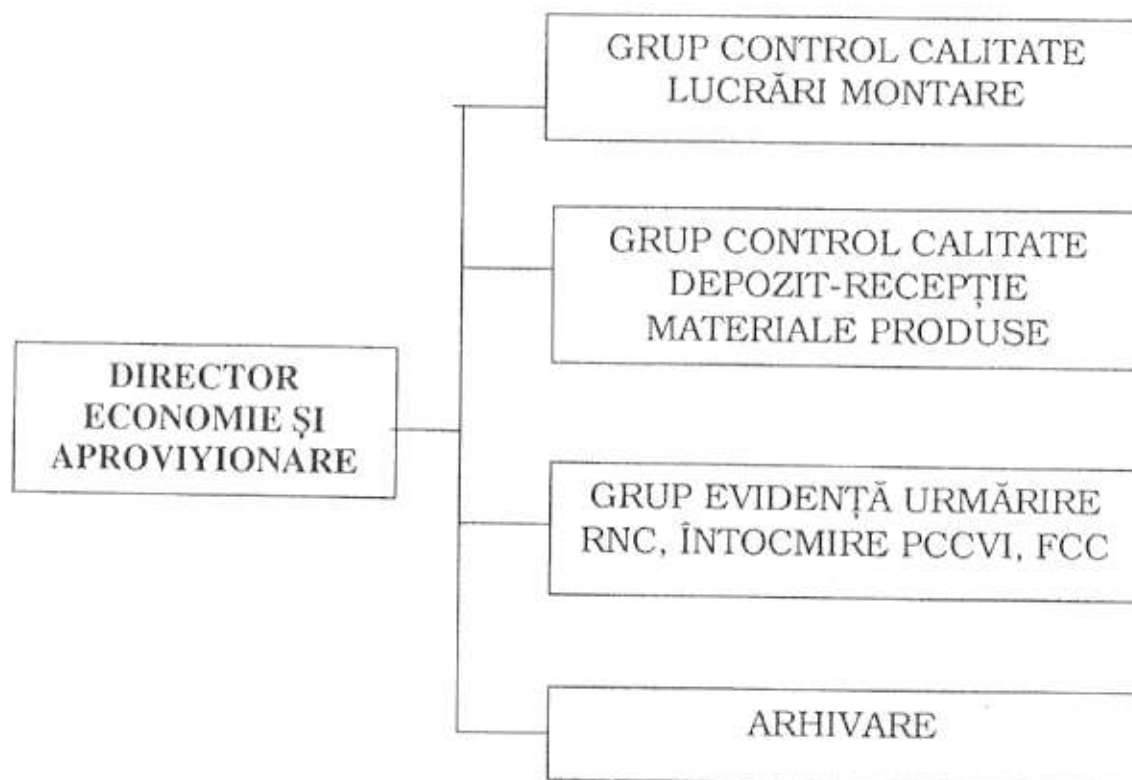 GRUP CONTROL CALITATE
LUCRĂRI MONTARE
GRUP CONTROL CALITATE
DEPOZIT-RECEPȚIE
MATERIALE PRODUSE
DIRECTOR
ECONOMIE ȘI
APROVIYIONARE
GRUP EVIDENȚĂ URMĂRIRE
RNC, ÎNTOCMIRE PCCVI, FCC
ARHIVARE